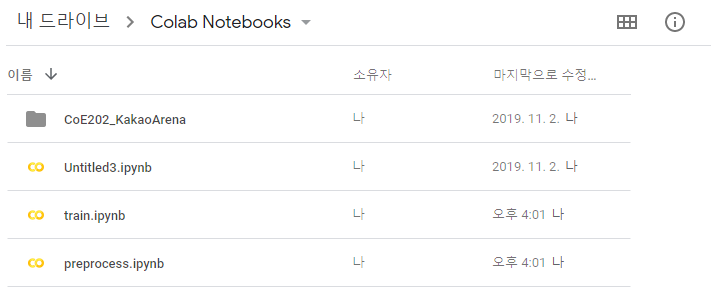 내 드라이브 > Colab Notebooks
이름 소유자 마지막으로 수정...
CoE202_KakaoArena 나 2019. 11. 2. 나
Untitled3.ipynb 나 2019. 11. 2. 나
train.ipynb 나 오후 4:01 나
preprocess.ipynb 나 오후 4:01 나